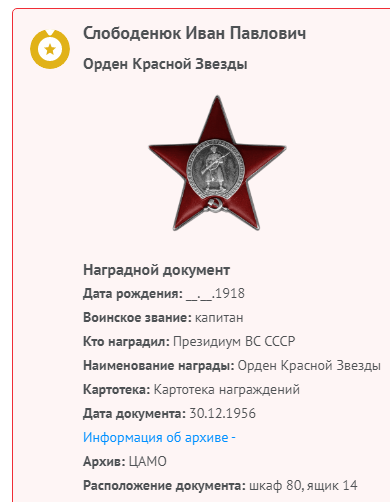 Слободенюк Иван Павлович
Орден Красной Звезды
Наградной документ
Дата рождения: __.__.1918
Воинское звание: капитан
Кто наградил: Президиум ВС СССР
Наименование награды: Орден Красной Звезды
Картотека: Картотека награждений
Дата документа: 30.12.1956
Информация об архиве -
Архив: ЦАМО
Расположение документа: шкаф 80, ящик 14